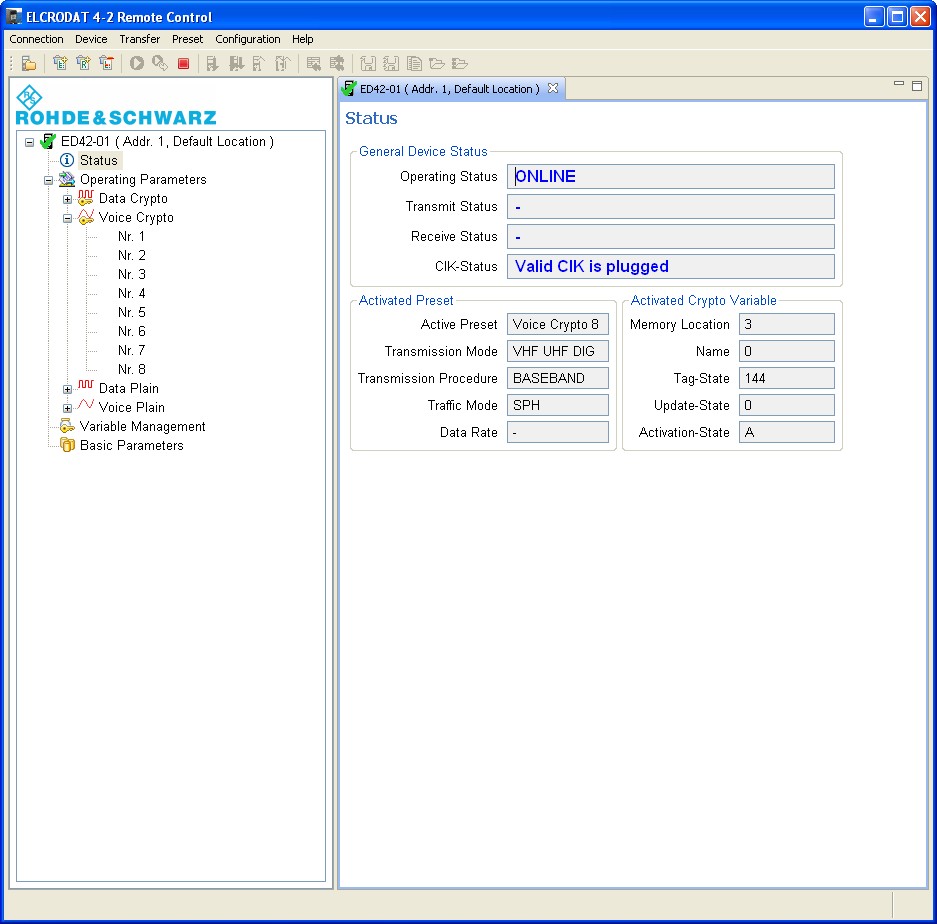 ELCRODAT 4-2 Remote Control
Connection Device Transfer Preset Configuration Help
R S
ROHDE & SCHWARZ
ED42-01 ( Addr. 1, Default Location )
Status
Operating Parameters
Data Crypto
Voice Crypto
Nr. 1
Nr. 2
Nr. 3
Nr. 4
Nr. 5
Nr. 6
Nr. 7
Nr. 8
Data Plain
Voice Plain
Variable Management
Basic Parameters
ED42-01 ( Addr. 1, Default Location )
Status
General Device Status
Operating Status ONLINE
Transmit Status -
Receive Status -
CIK-Status Valid CIK is plugged
Activated Preset
Active Preset Voice Crypto 8
Transmission Mode VHF UHF DIG
Transmission Procedure BASEBAND
Traffic Mode SPH
Data Rate -
Activated Crypto Variable
Memory Location 3
Name 0
Tag-State 144
Update-State 0
Activation-State A